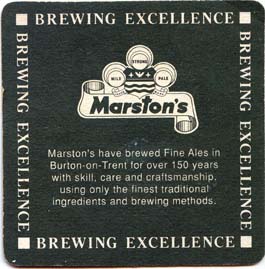 BREWING EXCELLENCE
BREWING EXCELLENCE
BREWING EXCELLENCE
STRONG
MILD
PALE
Marston's
Marston's have brewed Fine Ales in
Burton-on-Trent for over 150 years
with skill, care and craftsmanship,
using only the finest traditional
ingredients and brewing methods.
BREWING EXCELLENCE